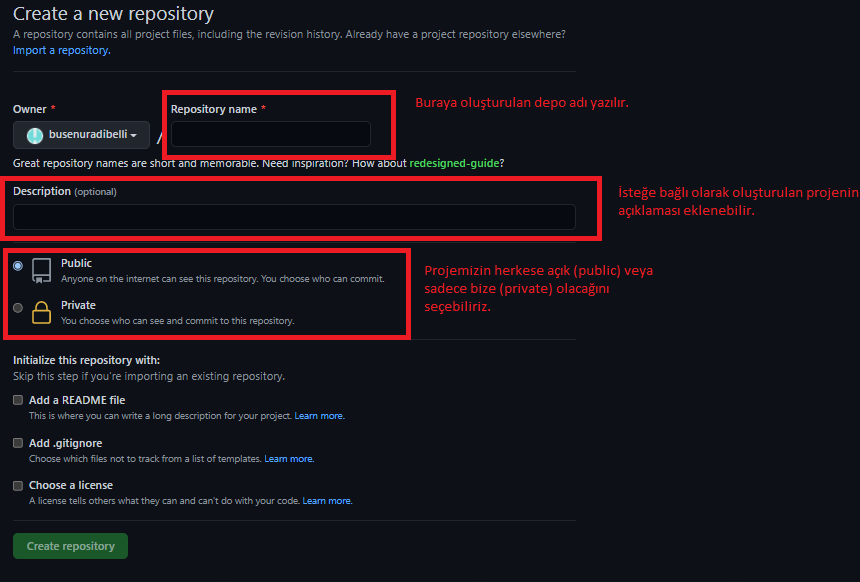 Create a new repository
A repository contains all project files, including the revision history. Already have a project repository elsewhere?
Import a repository.
Owner *
Repository name *
Buraya oluşturulan depo adı yazılır.
busenuradibelli
/
Great repository names are short and memorable. Need inspiration? How about redesigned-guide?
Description (optional)
İsteğe bağlı olarak oluşturulan projenin
açıklaması eklenebilir.
Public
Anyone on the internet can see this repository. You choose who can commit.
Private
You choose who can see and commit to this repository.
Projemizin herkese açık (public) veya
sadece bize (private) olacağını
seçebiliriz.
Initialize this repository with:
Skip this step if you're importing an existing repository.
Add a README file
This is where you can write a long description for your project. Learn more.
Add .gitignore
Choose which files not to track from a list of templates. Learn more.
Choose a license
A license tells others what they can and can't do with your code. Learn more.
Create repository